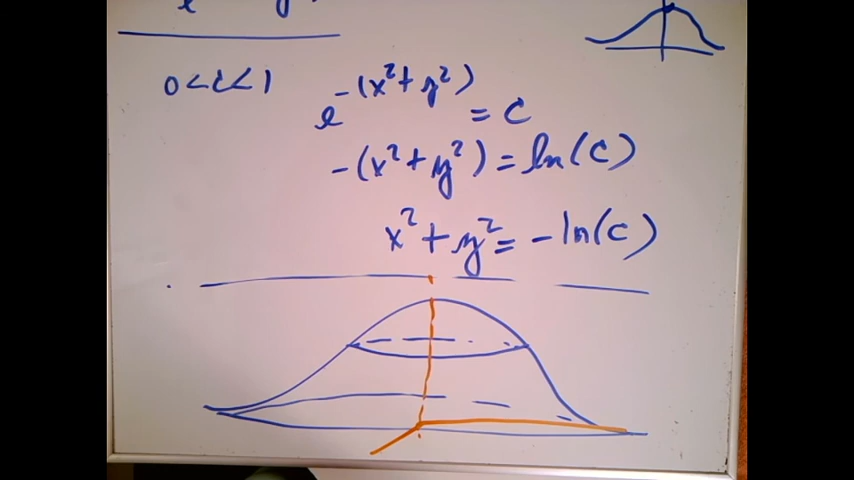 0<c<1
e^{-(x²+y²)} = c
-(x²+y²) = ln(c)
x²+y² = -ln(c)